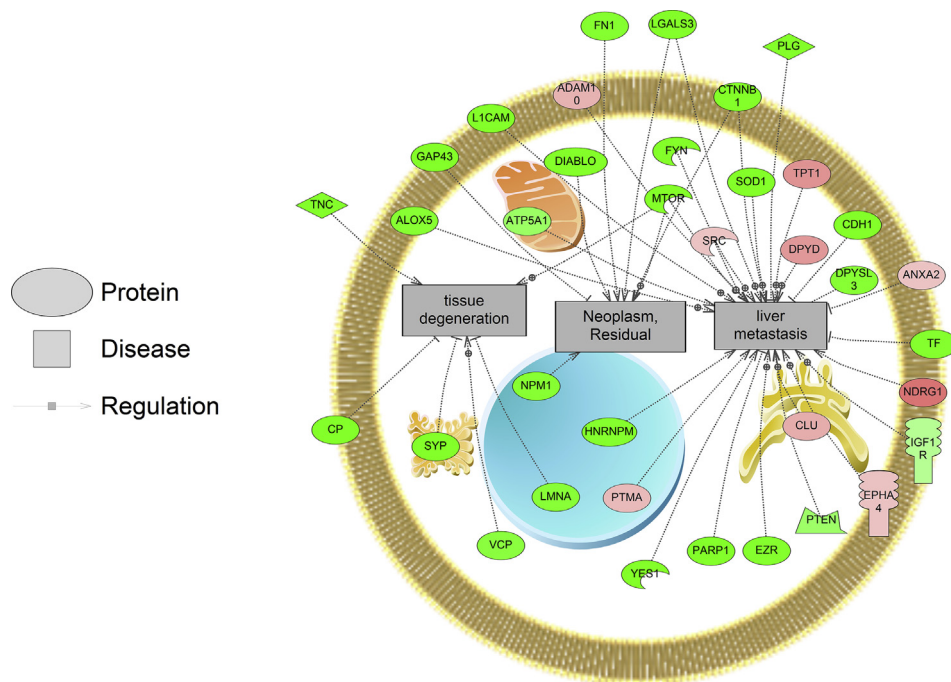 FN1
LGALS3
PLG
ADAM1
0
CTNNB
1
L1CAM
GAP43
DIABLO
FYN
SOD1
TPT1
TNC
ALOX5
ATP5A1
MTOR
SRC
CDH1
DPYD
DPYSL
3
ANXA2
Protein
Disease
Regulation
tissue
degeneration
Neoplasm,
Residual
liver
metastasis
TF
NPM1
NDRG1
CP
SYP
HNRNPM
CLU
IGF1
R
LMNA
PTMA
EPHA
4
VCP
PTEN
YES1
PARP1
EZR